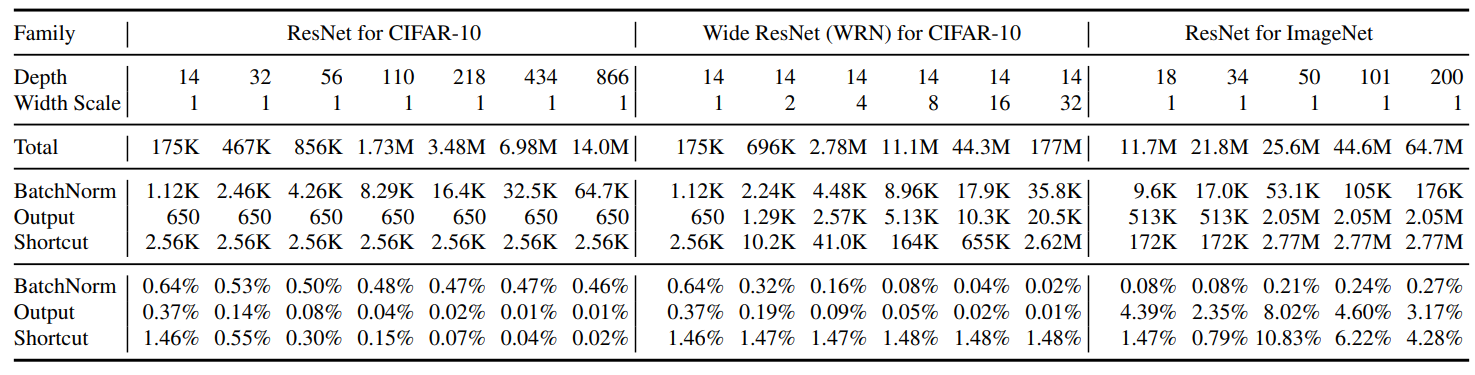 Family ResNet for CIFAR-10 Wide ResNet (WRN) for CIFAR-10 ResNet for ImageNet
Depth 14 32 56 110 218 434 866 14 14 14 14 14 14 18 34 50 101 200
Width Scale 1 1 1 1 1 1 1 1 2 4 8 16 32 1 1 1 1 1
Total 175K 467K 856K 1.73M 3.48M 6.98M 14.0M 175K 696K 2.78M 11.1M 44.3M 177M 11.7M 21.8M 25.6M 44.6M 64.7M
BatchNorm 1.12K 2.46K 4.26K 8.29K 16.4K 32.5K 64.7K 1.12K 2.24K 4.48K 8.96K 17.9K 35.8K 9.6K 17.0K 53.1K 105K 176K
Output 650 650 650 650 650 650 650 650 1.29K 2.57K 5.13K 10.3K 20.5K 513K 513K 2.05M 2.05M 2.05M
Shortcut 2.56K 2.56K 2.56K 2.56K 2.56K 2.56K 2.56K 2.56K 10.2K 41.0K 164K 655K 2.62M 172K 172K 2.77M 2.77M 2.77M
BatchNorm 0.64% 0.53% 0.50% 0.48% 0.47% 0.47% 0.46% 0.64% 0.32% 0.16% 0.08% 0.04% 0.02% 0.08% 0.08% 0.21% 0.24% 0.27%
Output 0.37% 0.14% 0.08% 0.04% 0.02% 0.01% 0.01% 0.37% 0.19% 0.09% 0.05% 0.02% 0.01% 4.39% 2.35% 8.02% 4.60% 3.17%
Shortcut 1.46% 0.55% 0.30% 0.15% 0.07% 0.04% 0.02% 1.46% 1.47% 1.47% 1.48% 1.48% 1.48% 1.47% 0.79% 10.83% 6.22% 4.28%